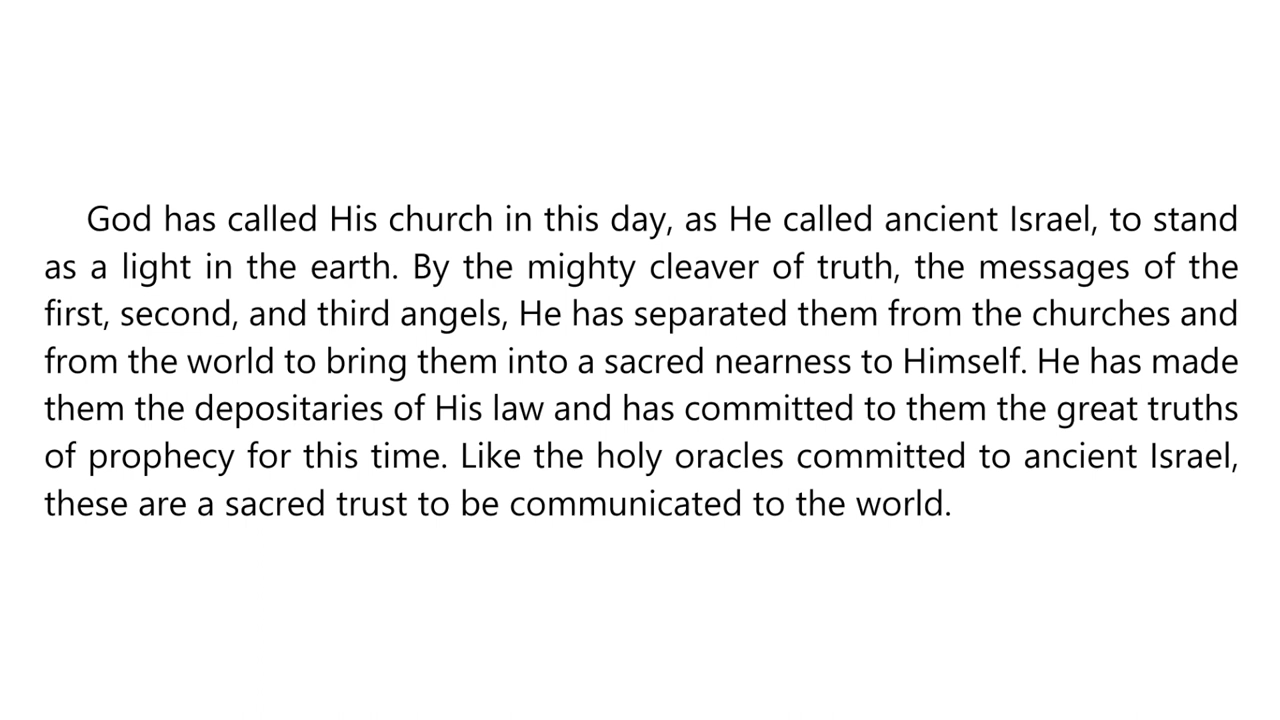 God has called His church in this day, as He called ancient Israel, to stand
as a light in the earth. By the mighty cleaver of truth, the messages of the
first, second, and third angels, He has separated them from the churches and
from the world to bring them into a sacred nearness to Himself. He has made
them the depositaries of His law and has committed to them the great truths
of prophecy for this time. Like the holy oracles committed to ancient Israel,
these are a sacred trust to be communicated to the world.